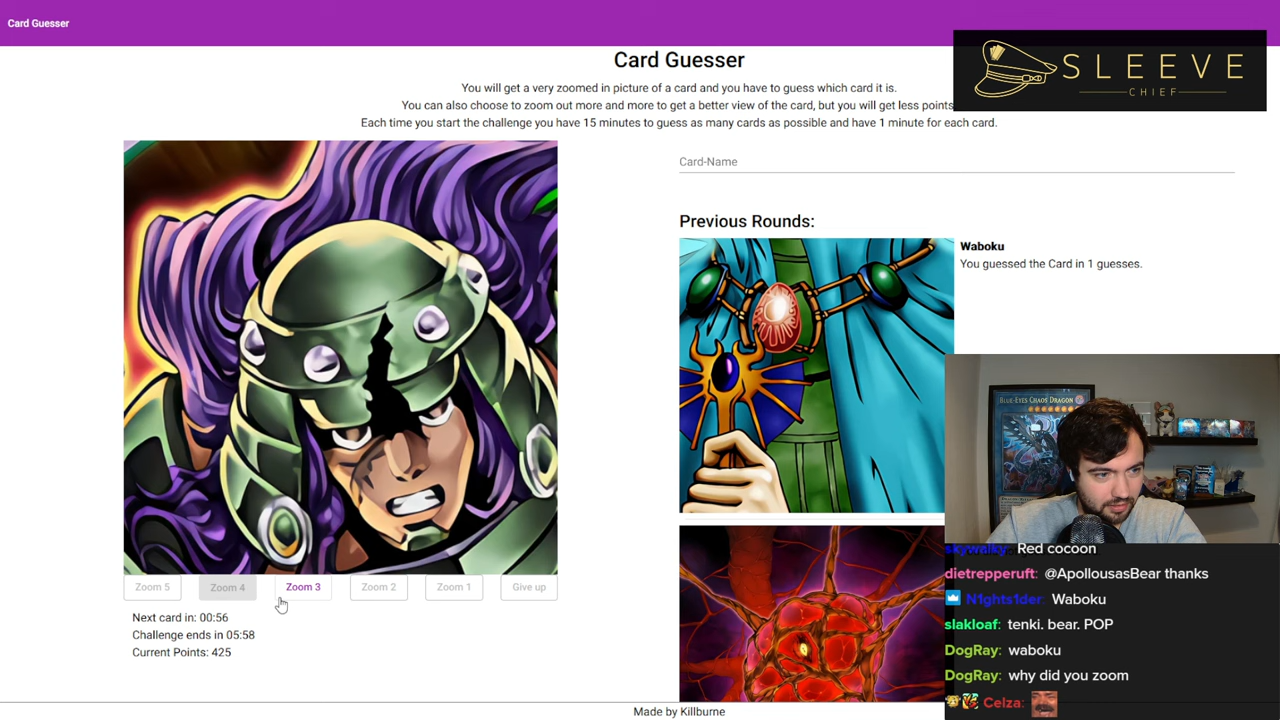 Card Guesser
SLEEVE
CHIEF
Card Guesser
You will get a very zoomed in picture of a card and you have to guess which card it is.
You can also choose to zoom out more and more to get a better view of the card, but you will get less points
Each time you start the challenge you have 15 minutes to guess as many cards as possible and have 1 minute for each card.
Card-Name
Previous Rounds:
Waboku
You guessed the Card in 1 guesses.
BLUE-EYES CHAOS DRAGON
Zoom 5
Zoom 4
Zoom 3
Zoom 2
Zoom 1
Give up
Next card in: 00:56
Challenge ends in 05:58
Current Points: 425
skywalky: Red cocoon
dietrepperuft: @ApollousasBear thanks
N1ghts1der: Waboku
slakloaf: tenki. bear. POP
DogRay: waboku
DogRay: why did you zoom
Celza:
Made by Killburne